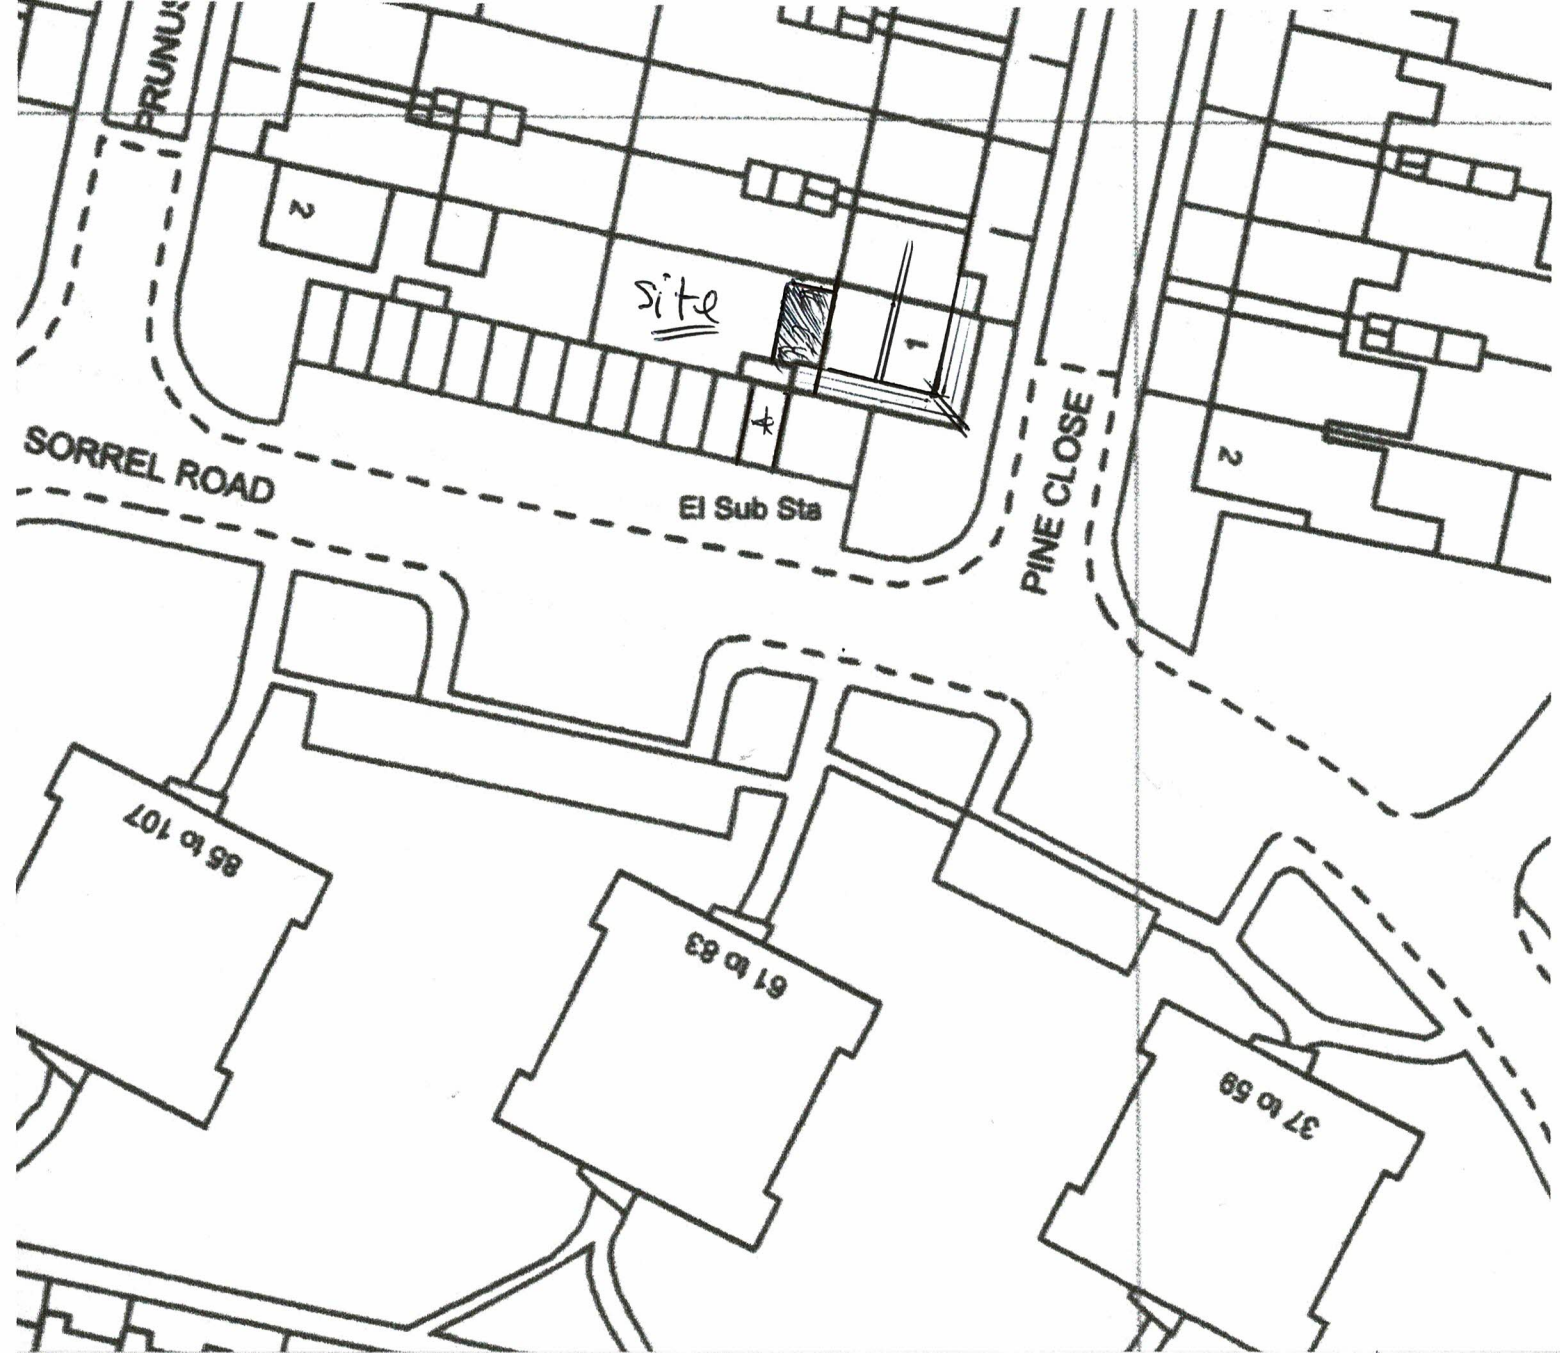 PRUNUS
2
site
1
SORREL ROAD
El Sub Sta
PINE CLOSE
2
85 to 107
61 to 83
37 to 59